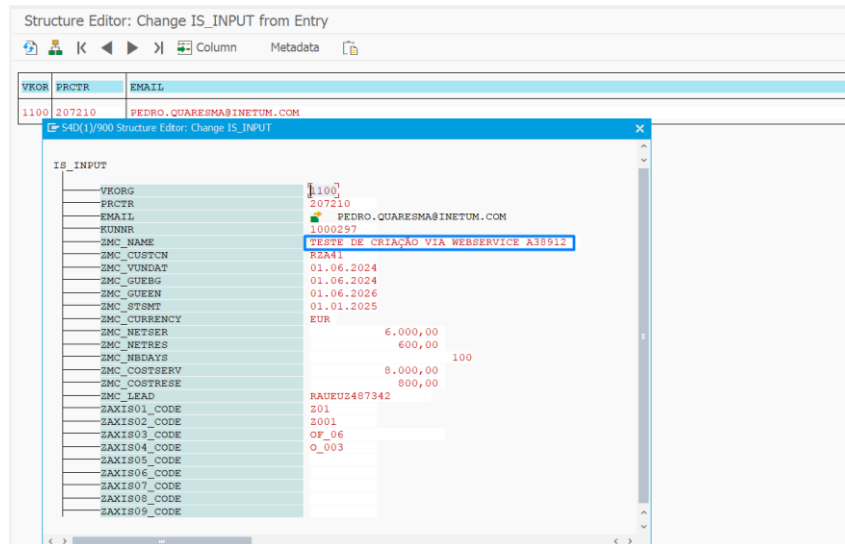 Structure Editor: Change IS_INPUT from Entry
Column Metadata
VKOR PRCTR EMAIL
1100 207210 PEDRO.QUARESMA@INETUM.COM
S4D(1)/900 Structure Editor: Change IS_INPUT
IS_INPUT
VKORG 1100
PRCTR 207210
EMAIL PEDRO.QUARESMA@INETUM.COM
KUNNR 1000297
ZMC_NAME TESTE DE CRIAÇÃO VIA WEBSERVICE A38912
ZMC_CUSTCN RZA41
ZMC_VUNDAT 01.06.2024
ZMC_GUEBG 01.06.2024
ZMC_GUEEN 01.06.2026
ZMC_STSMT 01.01.2025
ZMC_CURRENCY EUR
ZMC_NETSER 6.000,00
ZMC_NETRES 600,00
ZMC_NBDAYS 100
ZMC_COSTSERV 8.000,00
ZMC_COSTRESE 800,00
ZMC_LEAD RAUEUZ487342
ZAXIS01_CODE Z01
ZAXIS02_CODE Z001
ZAXIS03_CODE OF_06
ZAXIS04_CODE O_003
ZAXIS05_CODE
ZAXIS06_CODE
ZAXIS07_CODE
ZAXIS08_CODE
ZAXIS09_CODE